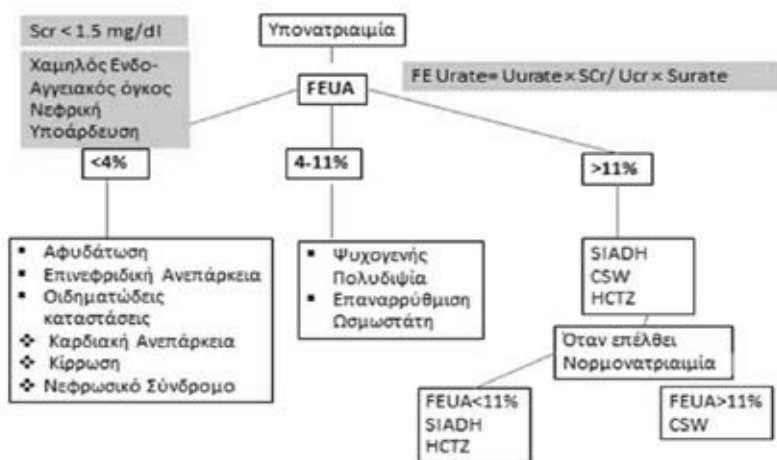 Scr < 1.5 mg/dl
Υπονατριαιμία
Χαμηλός Ενδο-
Αγγειακός όγκος
Νεφρική
Υποάρδευση
FEUA
FE Urate= Uurate × SCr/ Ucr × Surate
<4%
4-11%
>11%
▪ Αφυδάτωση
▪ Επινεφριδική Ανεπάρκεια
▪ Οιδηματώδεις
καταστάσεις
❖ Καρδιακή Ανεπάρκεια
❖ Κίρρωση
❖ Νεφρωσικό Σύνδρομο
▪ Ψυχογενής
Πολυδιψία
▪ Επαναρρύθμιση
Ωσμωστάτη
SIADH
CSW
HCTZ
Όταν επέλθει
Νορμονατριαιμία
FEUA<11%
SIADH
HCTZ
FEUA>11%
CSW